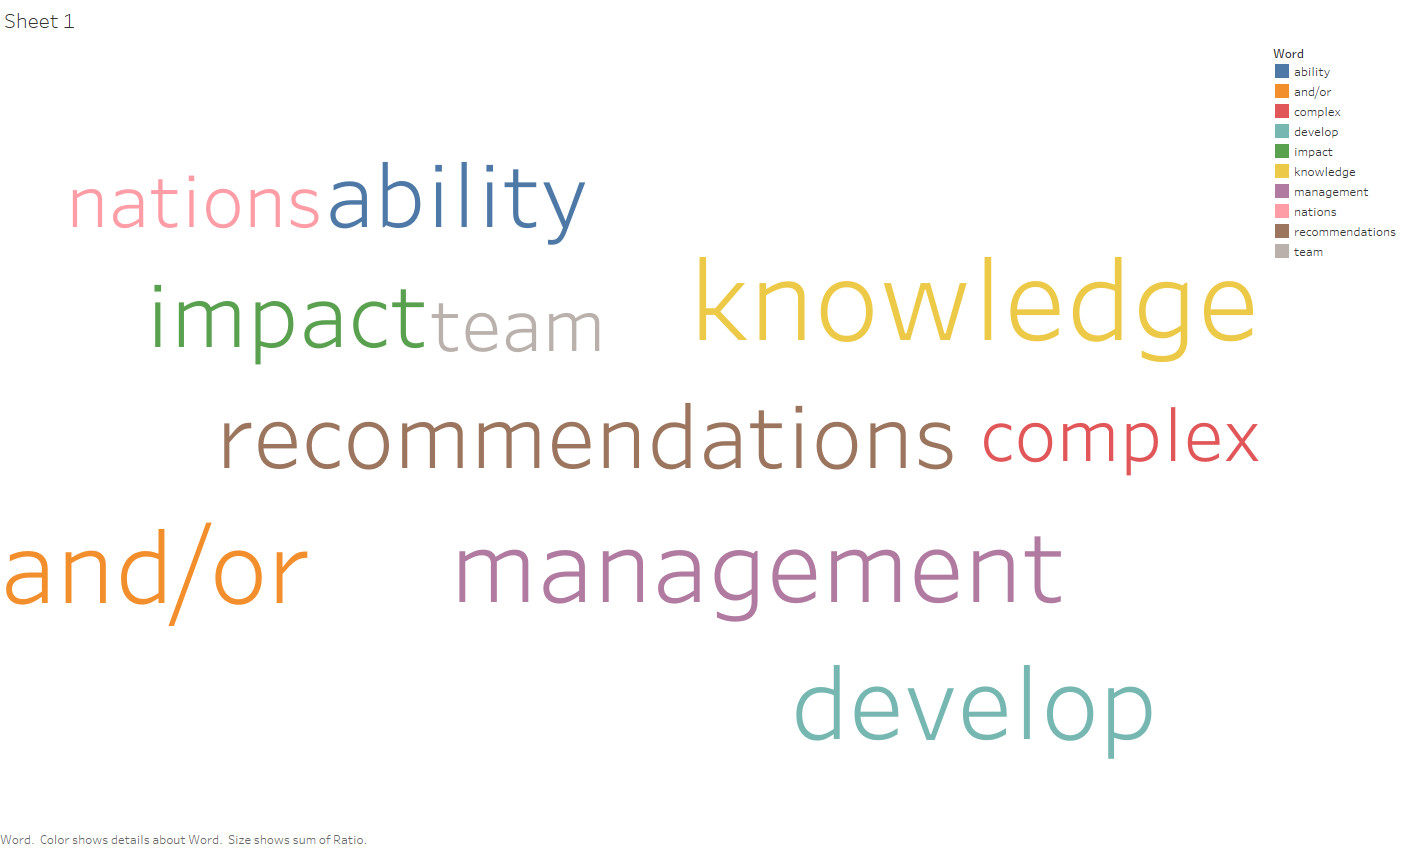 Sheet 1
Word
ability
and/or
complex
develop
impact
knowledge
management
nations
recommendations
team
nations ability
impact team
knowledge
recommendations complex
and/or management
develop
Word.  Color shows details about Word.  Size shows sum of Ratio.